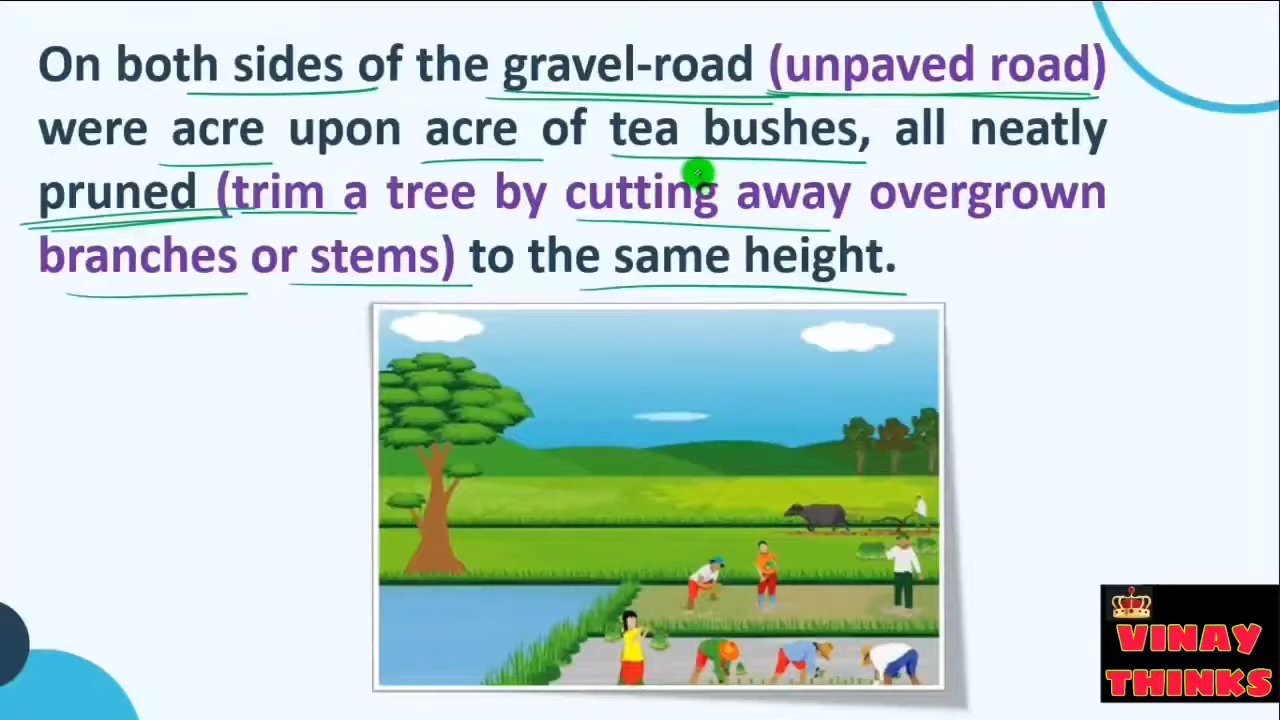 On both sides of the gravel-road (unpaved road)
were acre upon acre of tea bushes, all neatly
pruned (trim a tree by cutting away overgrown
branches or stems) to the same height.
VINAY
THINKS